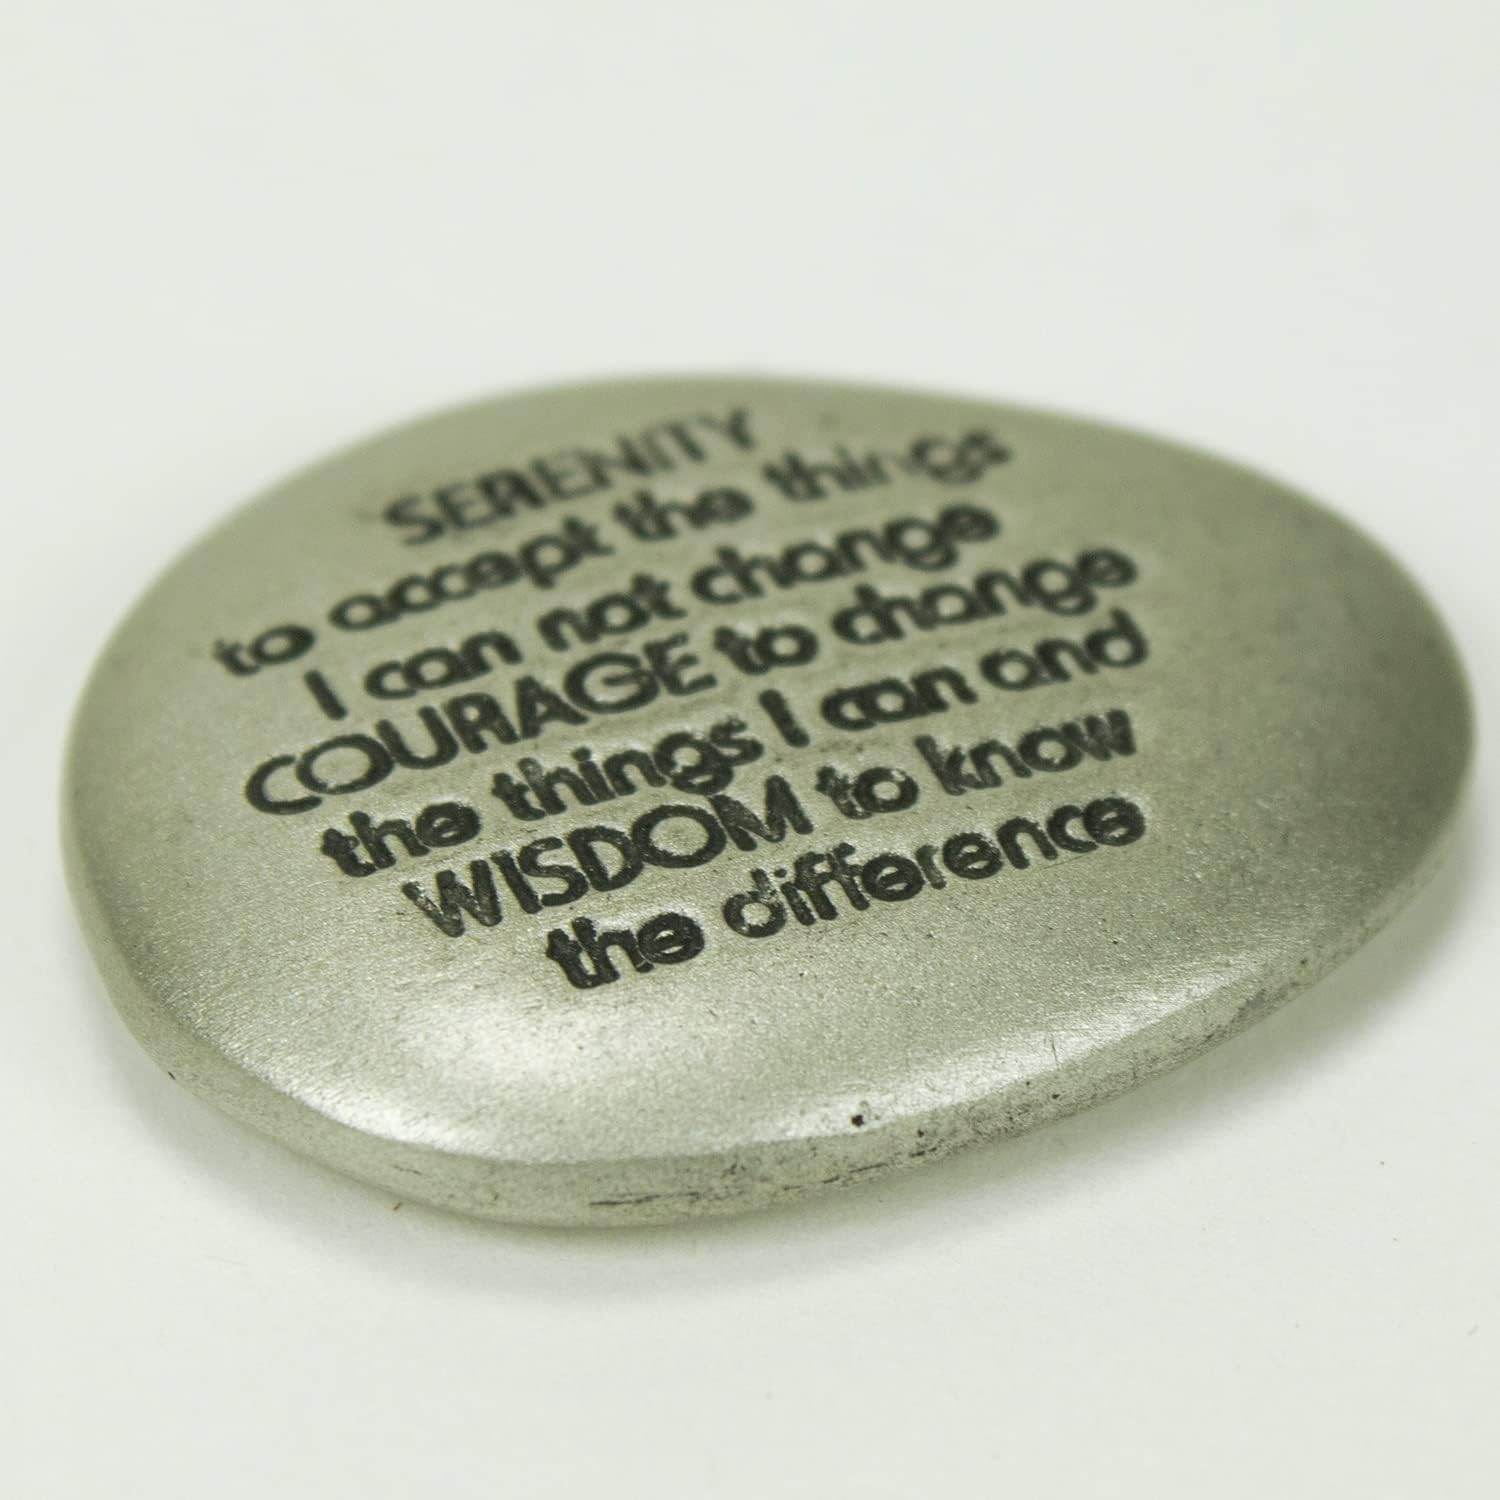 SERENITY
to accept the things
I can not change
COURAGE to change
the things I can and
WISDOM to know
the difference